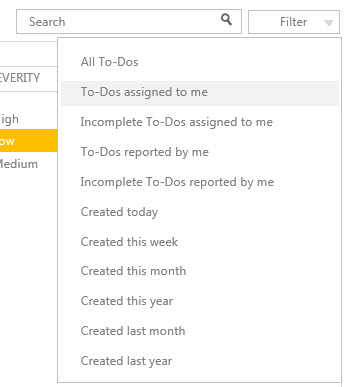 Search
Filter
All To-Dos
EVERITY
To-Dos assigned to me
igh
Incomplete To-Dos assigned to me
ow
To-Dos reported by me
Medium
Incomplete To-Dos reported by me
Created today
Created this week
Created this month
Created this year
Created last month
Created last year